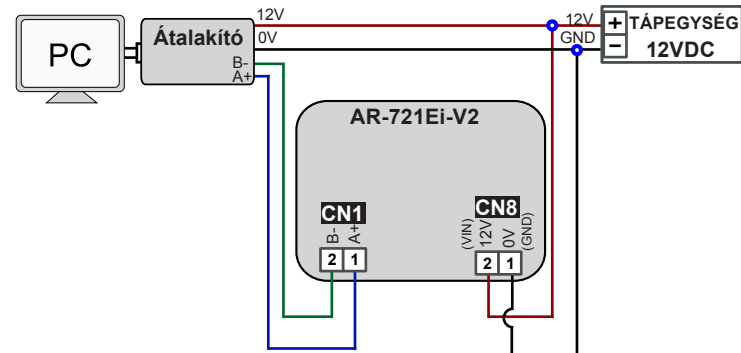 PC
Átalakító
12V
0V
B-
A+
12V
GND
+ TÁPEGYSÉG
− 12VDC
AR-721Ei-V2
CN1
B-
A+
2 1
CN8
(VIN)
12V
0V
(GND)
2 1